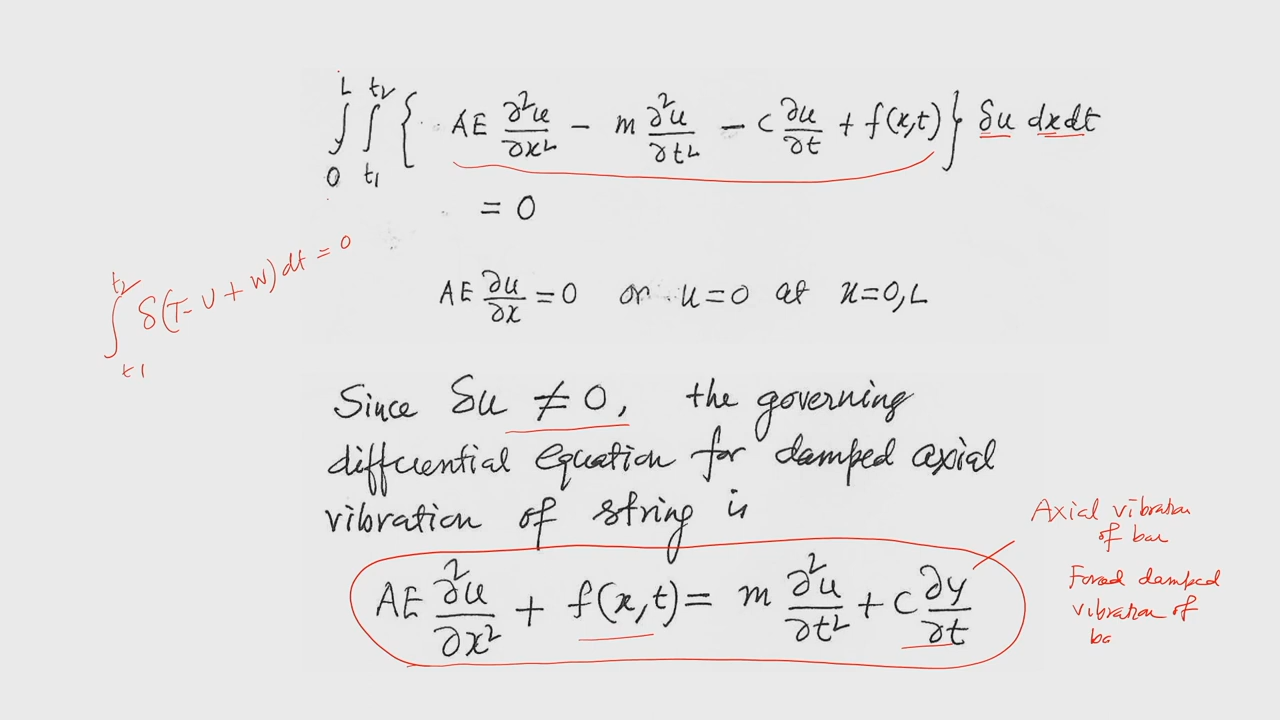 ∫₀ᴸ ∫ₜ₁ᵗ² { AE ∂²u/∂x² − m ∂²u/∂t² − c ∂u/∂t + f(x,t) } δu dx dt
= 0
∫ₜ₁ᵗ² δ(T − U + W) dt = 0
AE ∂u/∂x = 0 or u = 0 at x = 0, L
Since δu ≠ 0, the governing
differential equation for damped axial
vibration of string is
AE ∂²u/∂x² + f(x,t) = m ∂²u/∂t² + c ∂y/∂t
Axial vibration
of bar
Forced damped
vibration of
ba